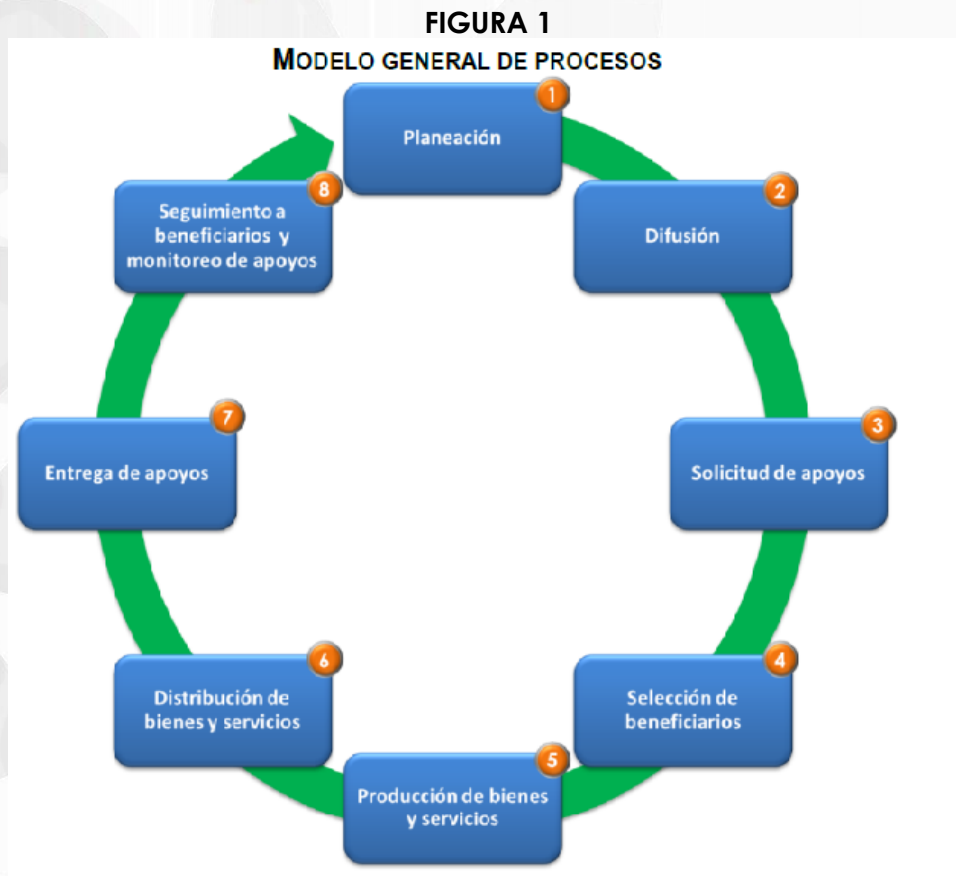 FIGURA 1
MODELO GENERAL DE PROCESOS
1
Planeación
2
Difusión
3
Solicitud de apoyos
4
Selección de
beneficiarios
5
Producción de bienes
y servicios
6
Distribución de
bienes y servicios
7
Entrega de apoyos
8
Seguimiento a
beneficiarios y
monitoreo de apoyos